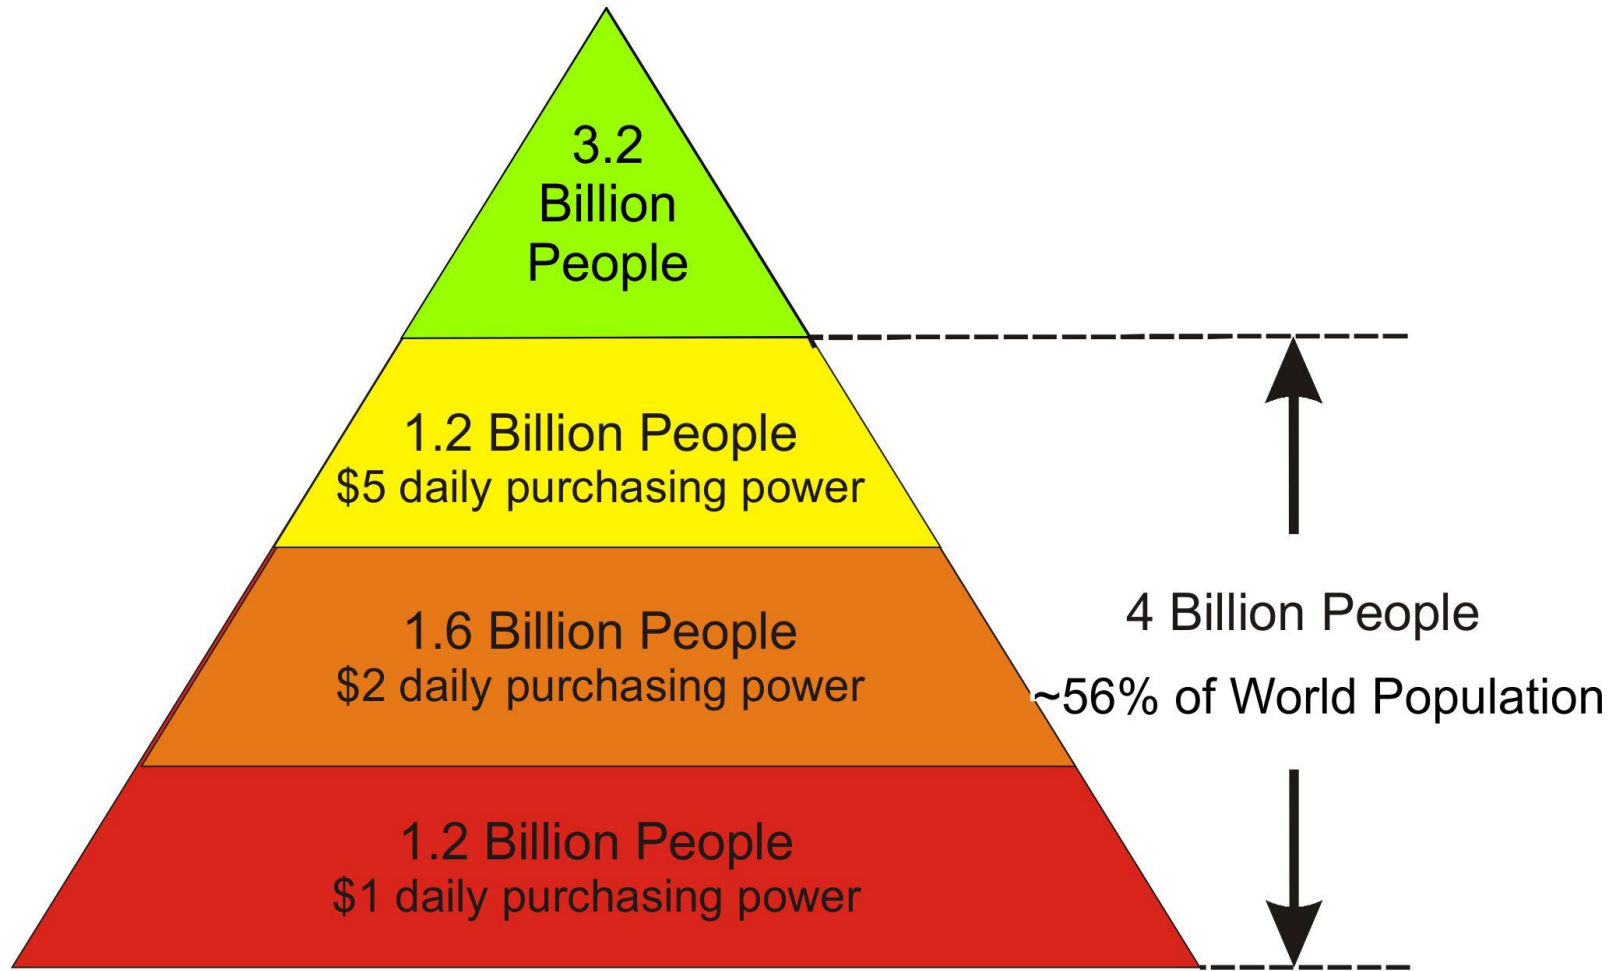 3.2
Billion
People
1.2 Billion People
$5 daily purchasing power
1.6 Billion People
$2 daily purchasing power
4 Billion People
~56% of World Population
1.2 Billion People
$1 daily purchasing power